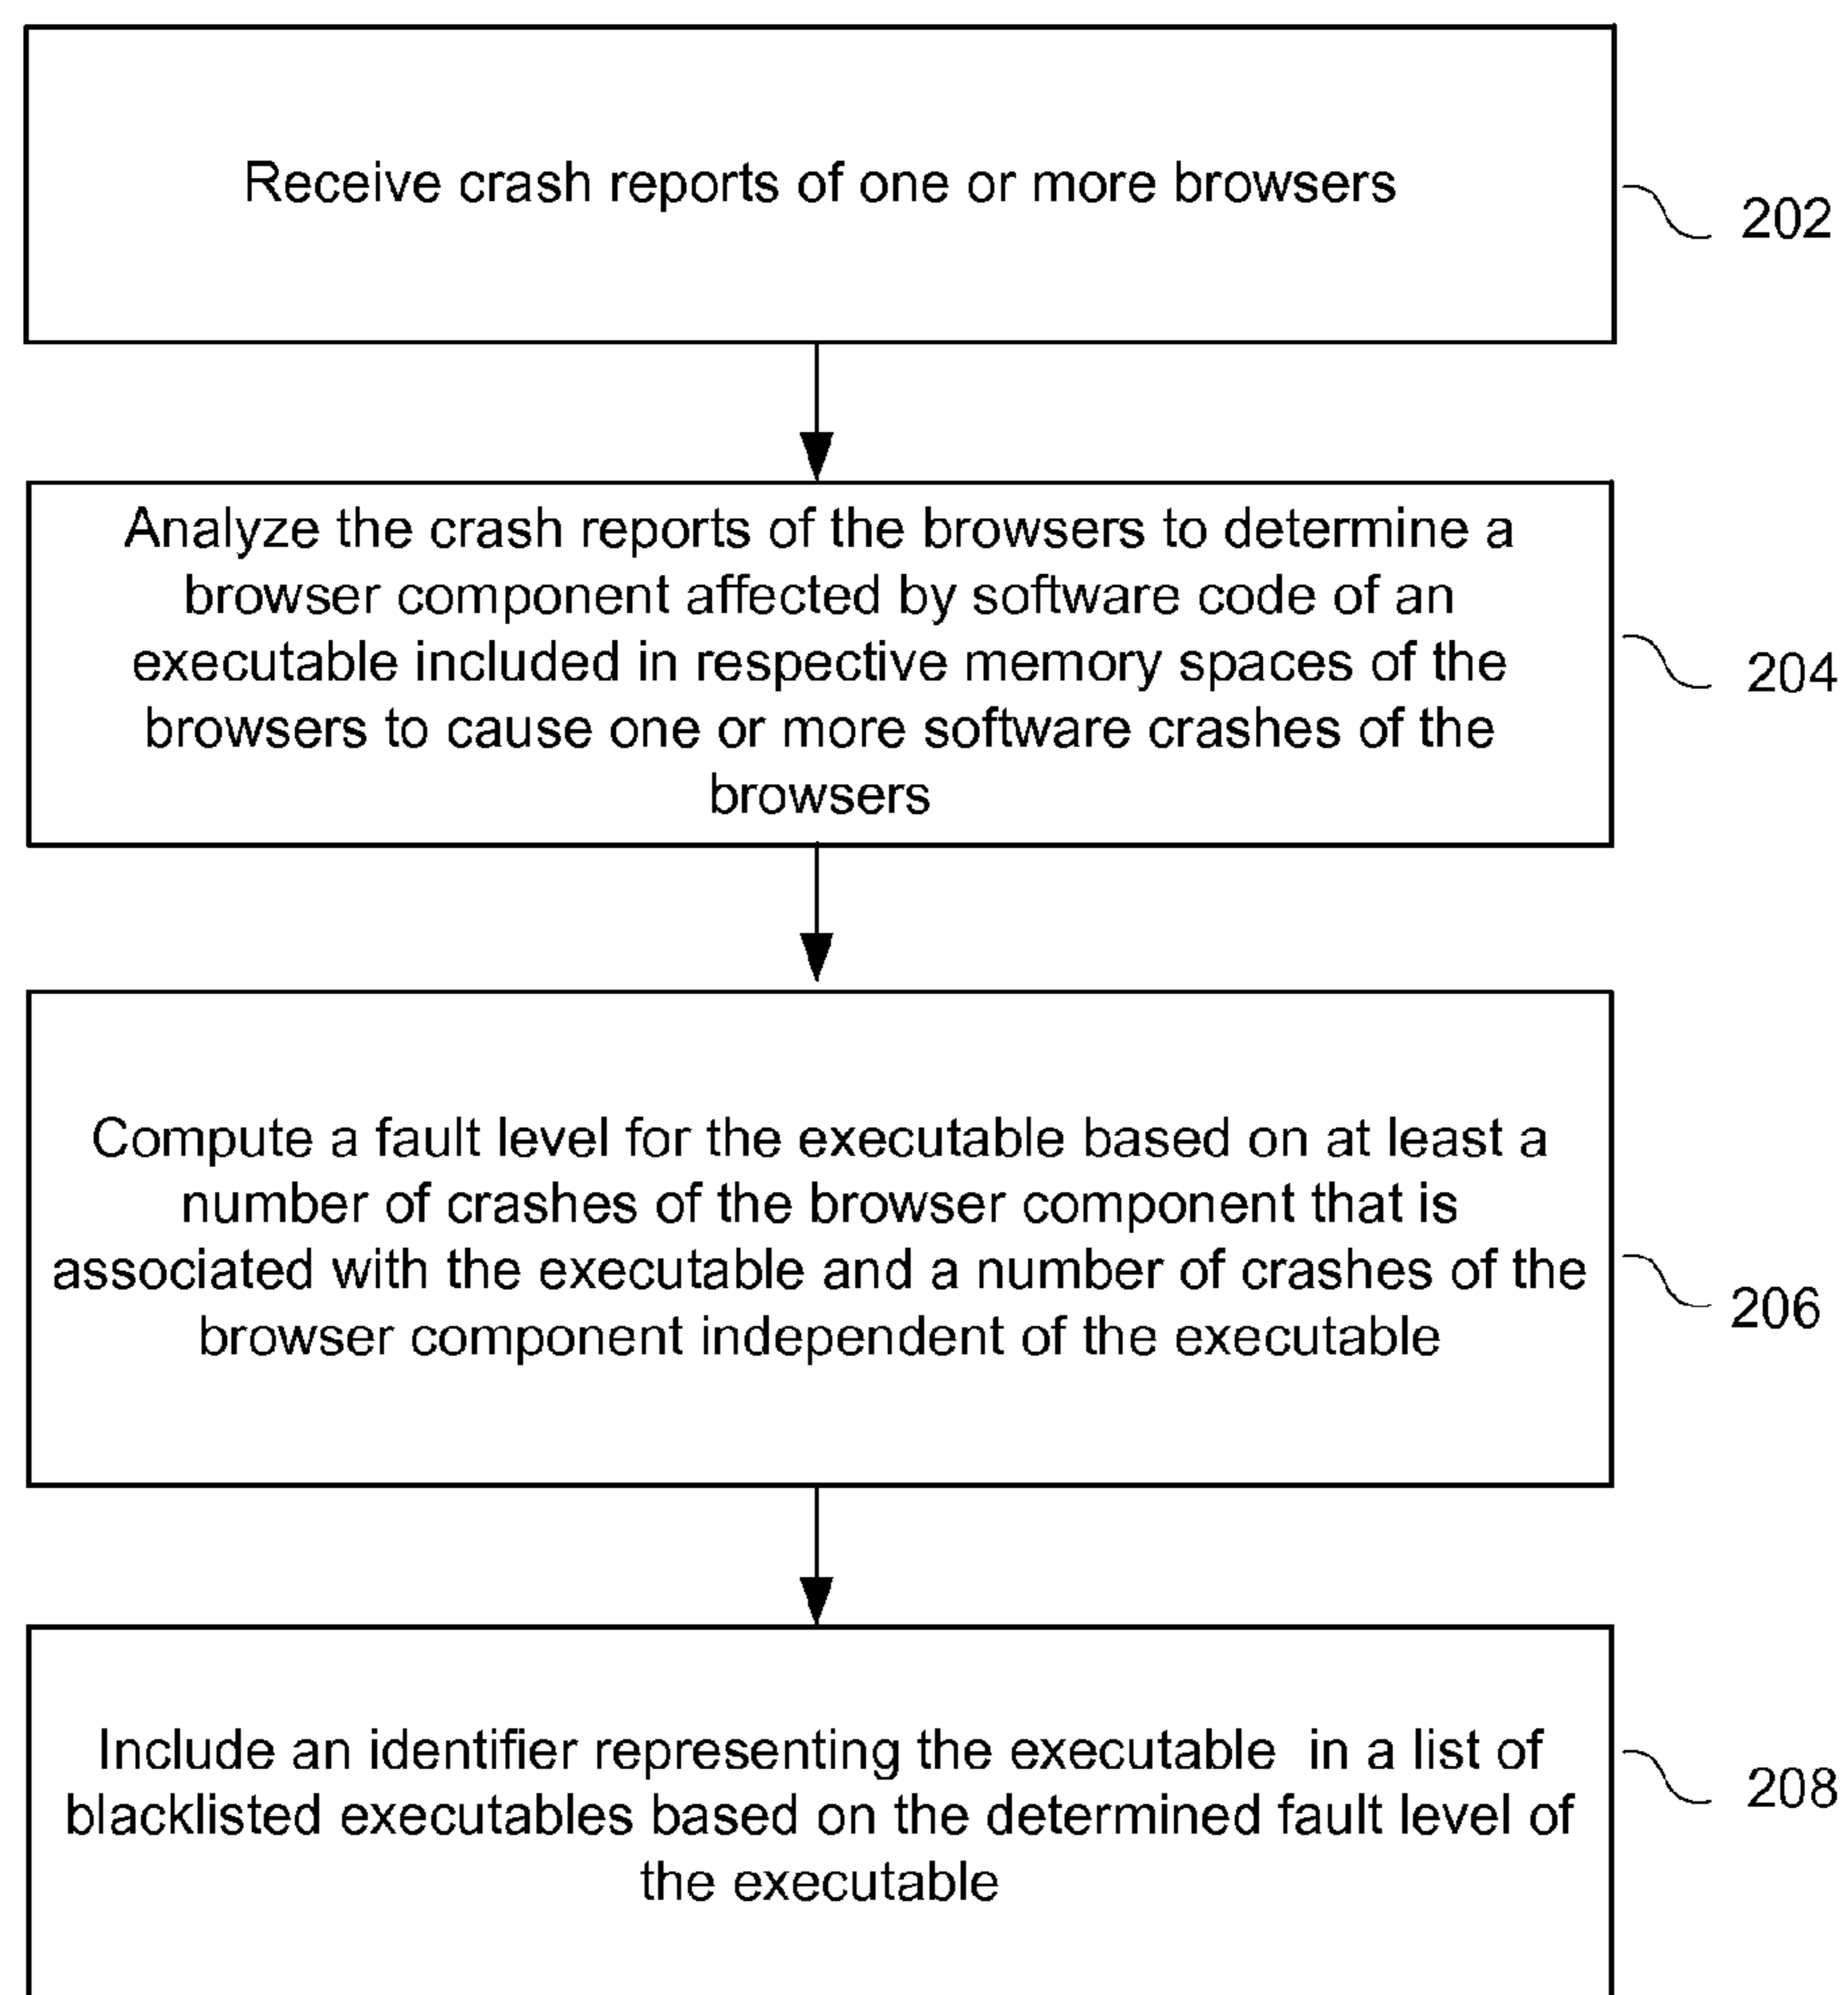 Receive crash reports of one or more browsers
202
Analyze the crash reports of the browsers to determine a
browser component affected by software code of an
executable included in respective memory spaces of the
browsers to cause one or more software crashes of the
browsers
204
Compute a fault level for the executable based on at least a
number of crashes of the browser component that is
associated with the executable and a number of crashes of the
browser component independent of the executable
206
Include an identifier representing the executable in a list of
blacklisted executables based on the determined fault level of
the executable
208